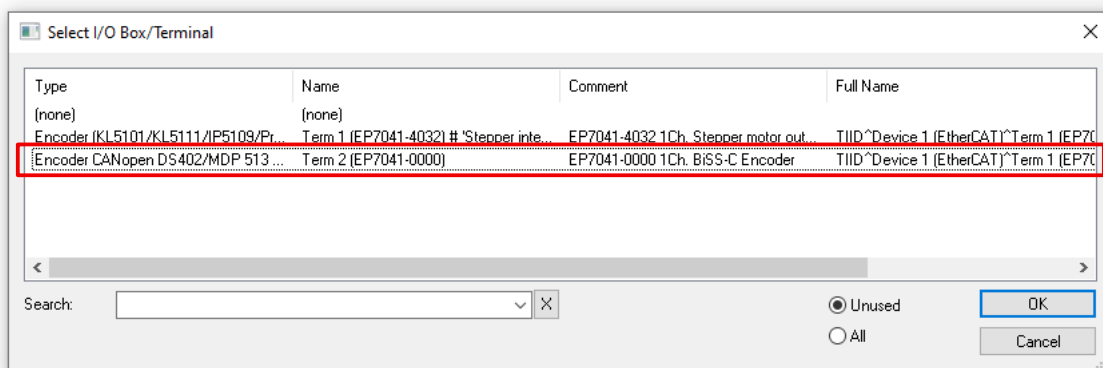 Select I/O Box/Terminal
Type Name Comment Full Name
(none) (none)
Encoder (KL5101/KL5111/IP5109/Pr... Term 1 (EP7041-4032) # 'Stepper inte... EP7041-4032 1Ch. Stepper motor out... TIID^Device 1 (EtherCAT)^Term 1 (EP70
Encoder CANopen DS402/MDP 513 ... Term 2 (EP7041-0000) EP7041-0000 1Ch. BiSS-C Encoder TIID^Device 1 (EtherCAT)^Term 1 (EP70
Search: X Unused OK
All Cancel